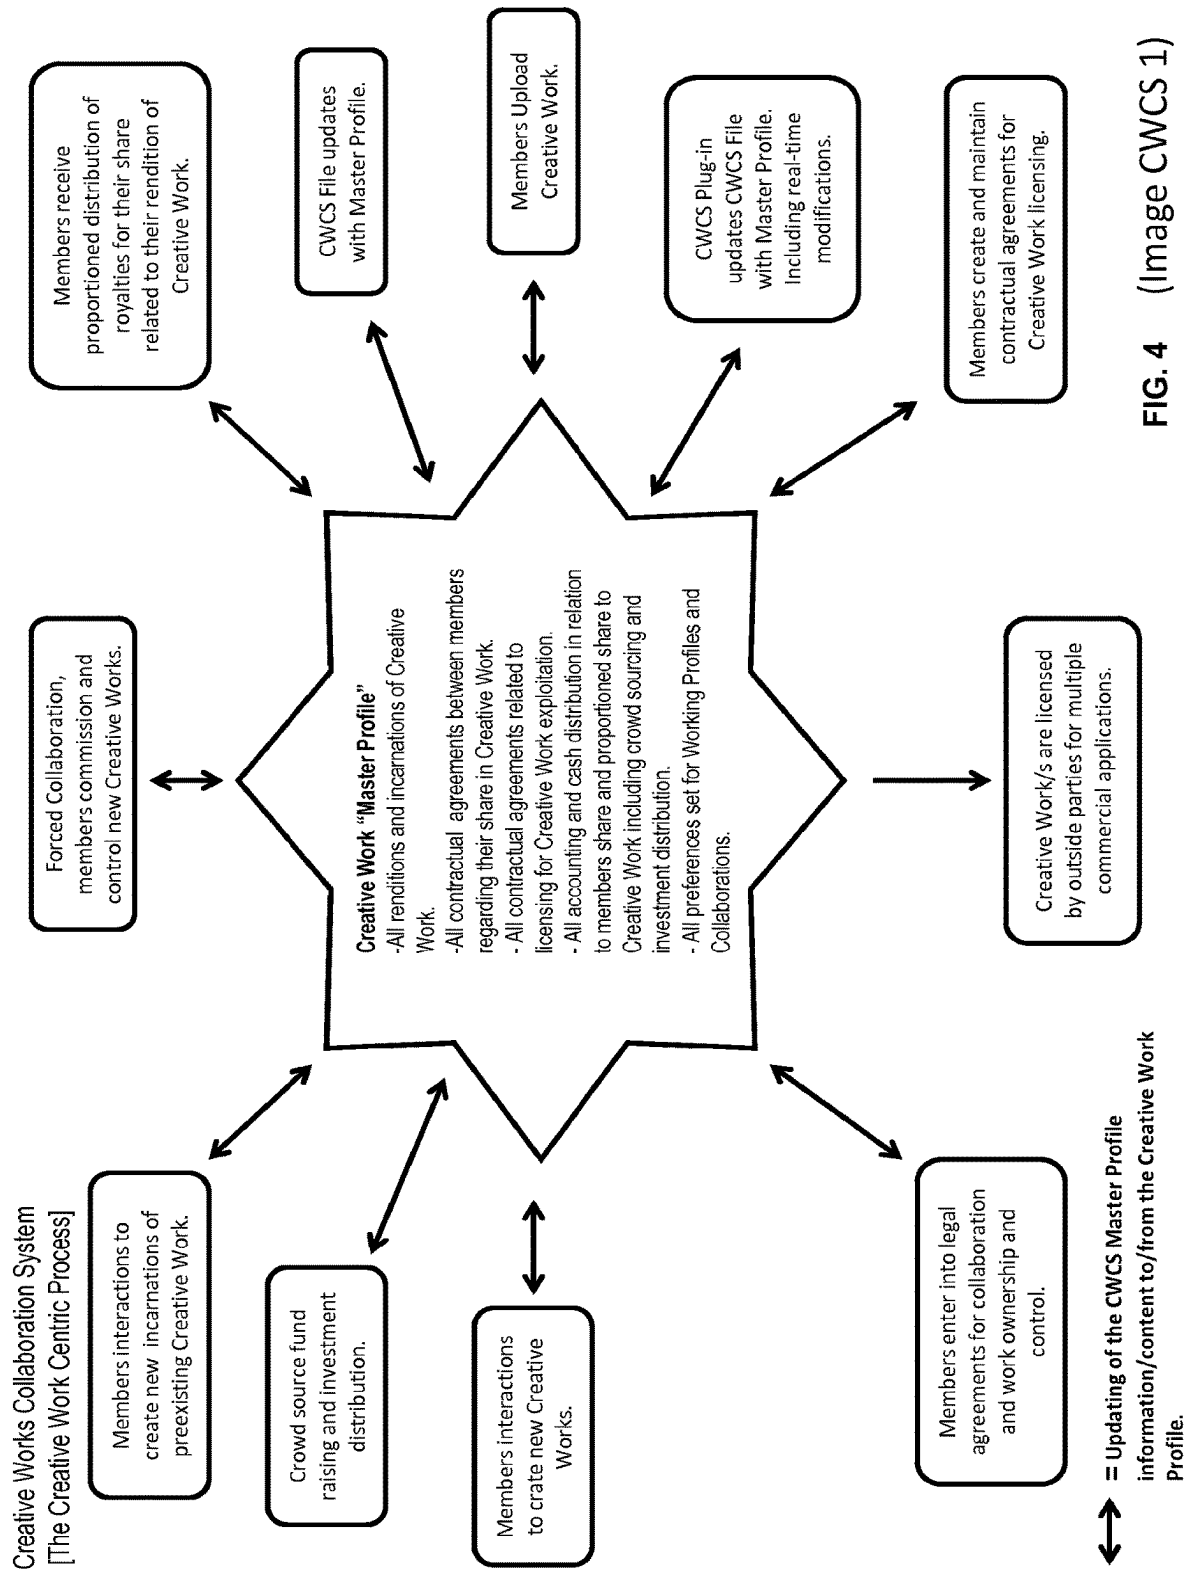 Creative Works Collaboration System
[The Creative Work Centric Process]
Members interactions to
create new incarnations of
preexisting Creative Work.
Forced Collaboration,
members commission and
control new Creative Works.
Members receive
proportioned distribution of
royalties for their share
related to their rendition of
Creative Work.
Crowd source fund
raising and investment
distribution.
CWCS File updates
with Master Profile.
Members interactions
to crate new Creative
Works.
Creative Work “Master Profile”
-All renditions and incarnations of Creative
Work.
-All contractual agreements between members
regarding their share in Creative Work.
- All contractual agreements related to
licensing for Creative Work exploitation.
- All accounting and cash distribution in relation
to members share and proportioned share to
Creative Work including crowd sourcing and
investment distribution.
- All preferences set for Working Profiles and
Collaborations.
Members Upload
Creative Work.
CWCS Plug-in
updates CWCS File
with Master Profile.
Including real-time
modifications.
Members enter into legal
agreements for collaboration
and work ownership and
control.
Creative Work/s are licensed
by outside parties for multiple
commercial applications.
Members create and maintain
contractual agreements for
Creative Work licensing.
= Updating of the CWCS Master Profile
information/content to/from the Creative Work
Profile.
FIG. 4 (Image CWCS 1)